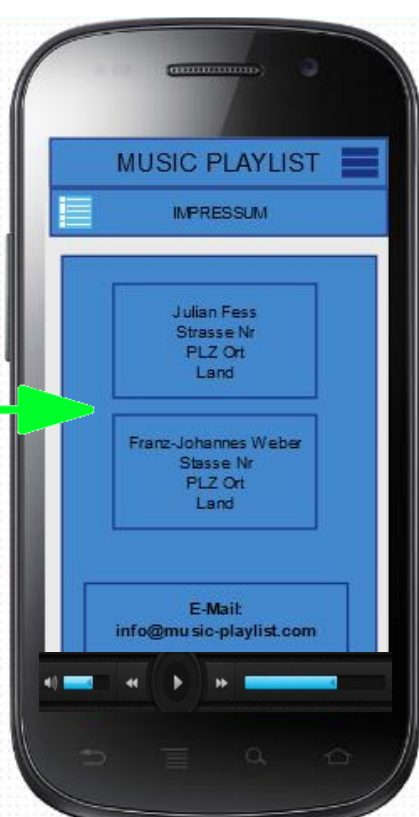 MUSIC PLAYLIST
IMPRESSUM
Julian Fess
Strasse Nr
PLZ Ort
Land
Franz-Johannes Weber
Stasse Nr
PLZ Ort
Land
E-Mail:
info@music-playlist.com